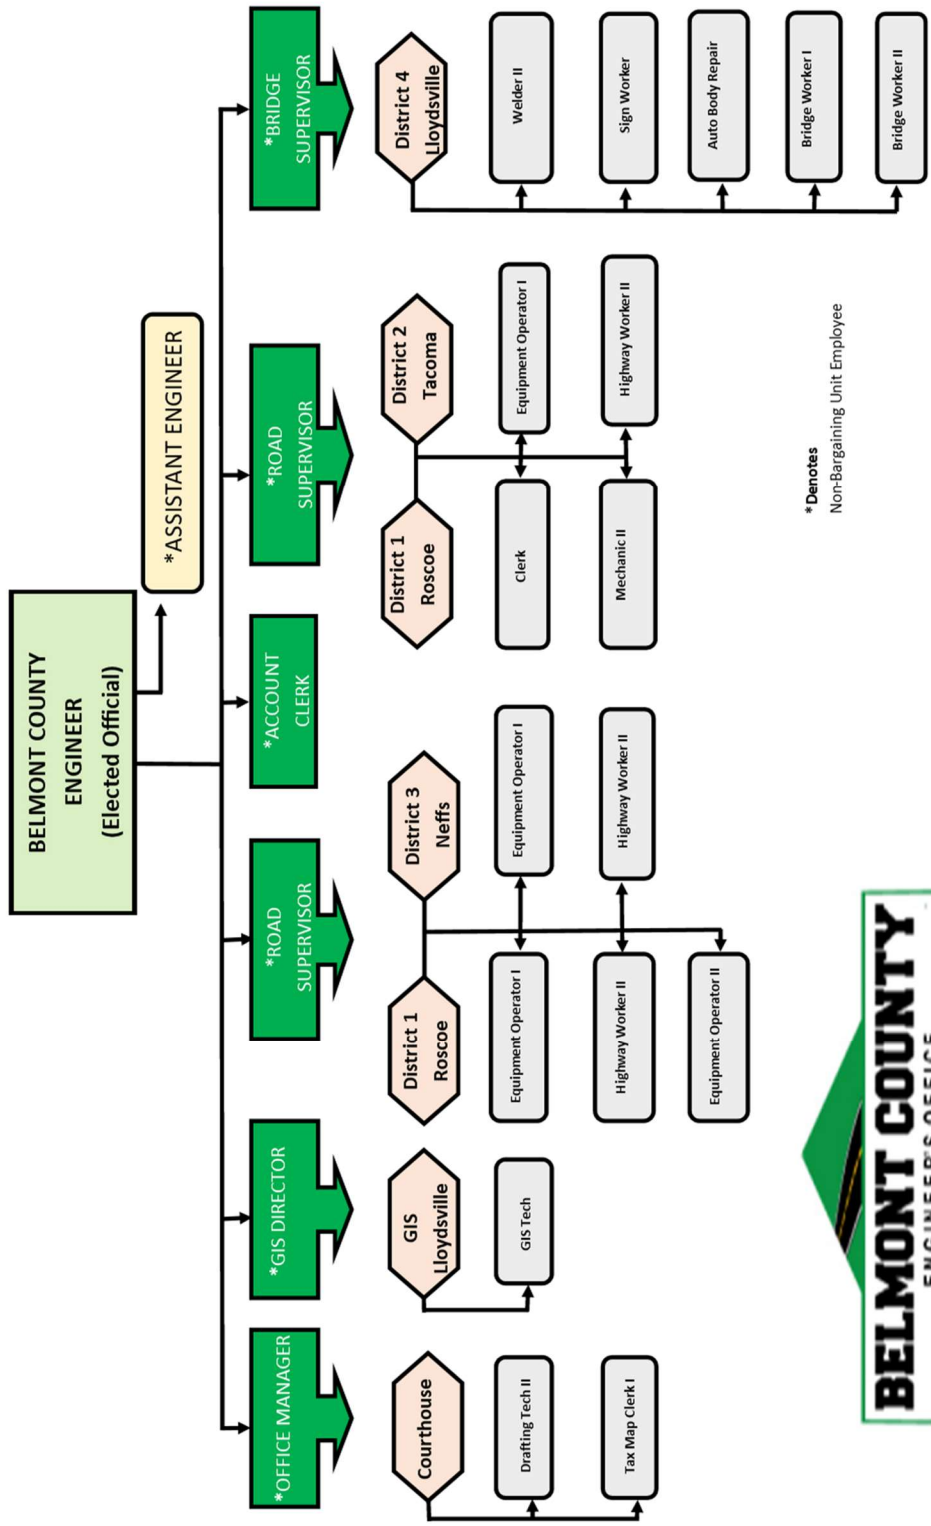 BELMONT COUNTY
ENGINEER
(Elected Official)
*ASSISTANT ENGINEER
*OFFICE MANAGER
*GIS DIRECTOR
*ROAD
SUPERVISOR
*ACCOUNT
CLERK
*ROAD
SUPERVISOR
*BRIDGE
SUPERVISOR
Courthouse
Drafting Tech II
Tax Map Clerk I
GIS
Lloydsville
GIS Tech
District 1
Roscoe
District 3
Neffs
Equipment Operator I
Equipment Operator I
Highway Worker II
Highway Worker II
Equipment Operator II
District 1
Roscoe
District 2
Tacoma
Clerk
Equipment Operator I
Mechanic II
Highway Worker II
District 4
Lloydsville
Welder II
Sign Worker
Auto Body Repair
Bridge Worker I
Bridge Worker II
*Denotes
Non-Bargaining Unit Employee
BELMONT COUNTY
ENGINEER'S OFFICE